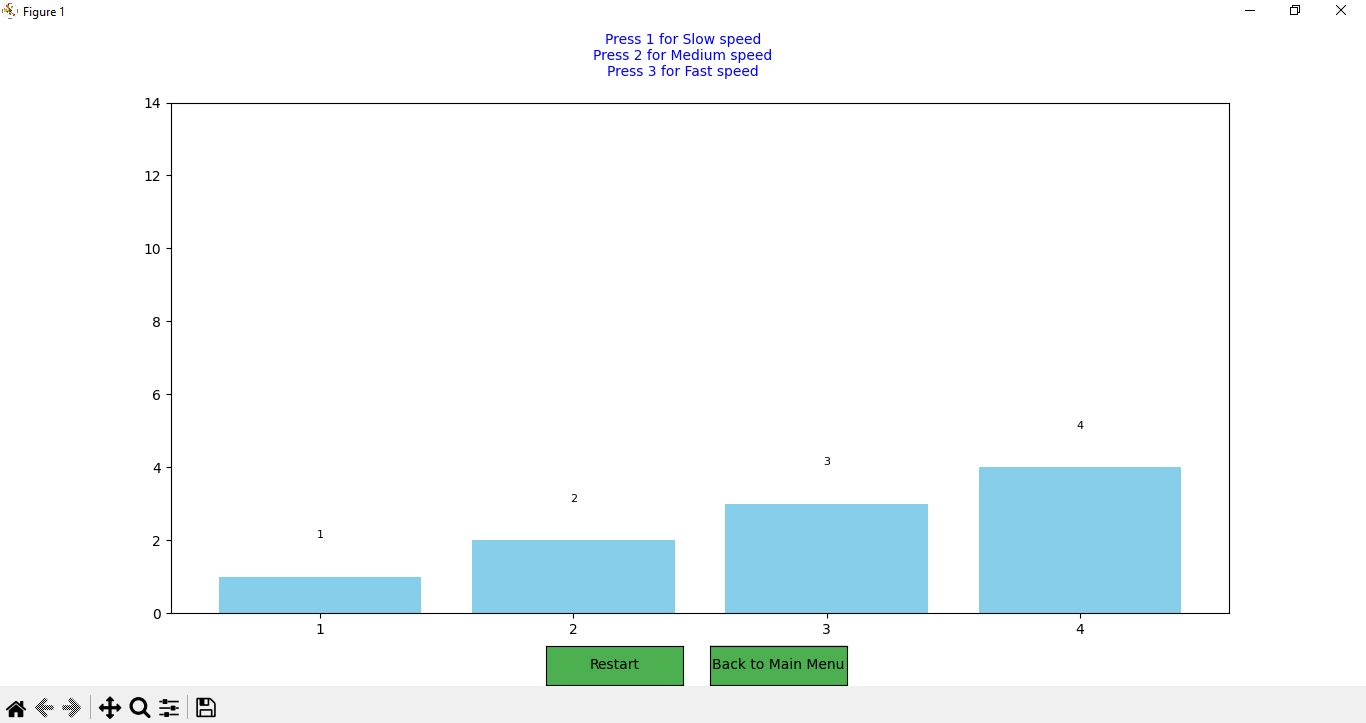 Figure 1
Press 1 for Slow speed
Press 2 for Medium speed
Press 3 for Fast speed
14
12
10
8
6
4
2
0
4
3
2
1
1 2 3 4
Restart Back to Main Menu